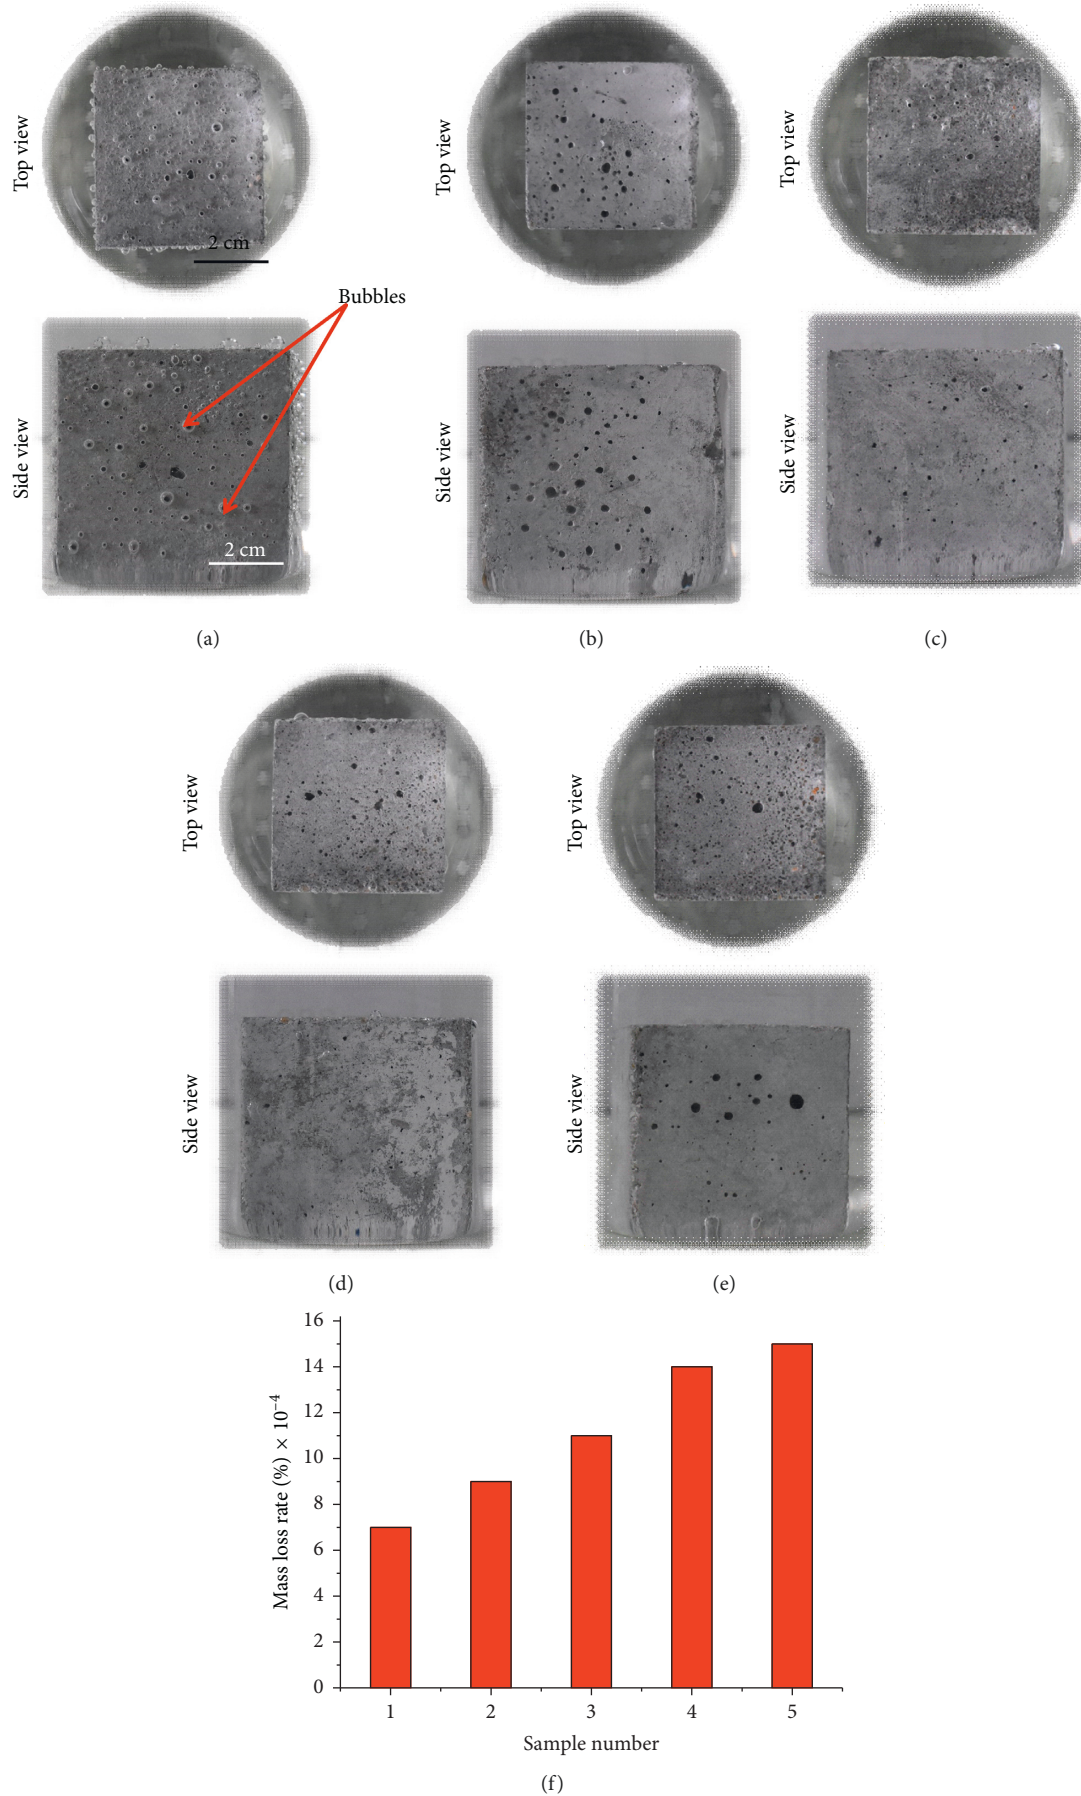 Top view
2 cm
Top view
Top view
Bubbles
Side view
2 cm
Side view
Side view
(a)
(b)
(c)
Top view
Top view
Side view
Side view
(d)
(e)
Mass loss rate (%) × 10⁻⁴
16
14
12
10
8
6
4
2
0
1 2 3 4 5
Sample number
(f)